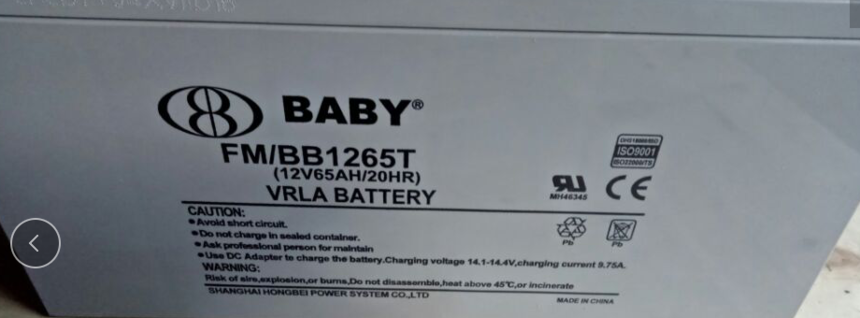 BABY®
FM/BB1265T
(12V65AH/20HR)
VRLA BATTERY
ISO9001
MH46345
CE
Pb Pb
CAUTION:
●Avoid short circuit.
●Do not charge in sealed container.
●Ask professional person for maintain
●Use DC Adapter to charge the battery.Charging voltage 14.1-14.4V,charging current 9.75A.
WARNING:
Risk of sire,explosion,or burns,Do not disassemble,heat above 45℃,or incinerate
SHANGHAI HONGBEI POWER SYSTEM CO.,LTD
MADE IN CHINA